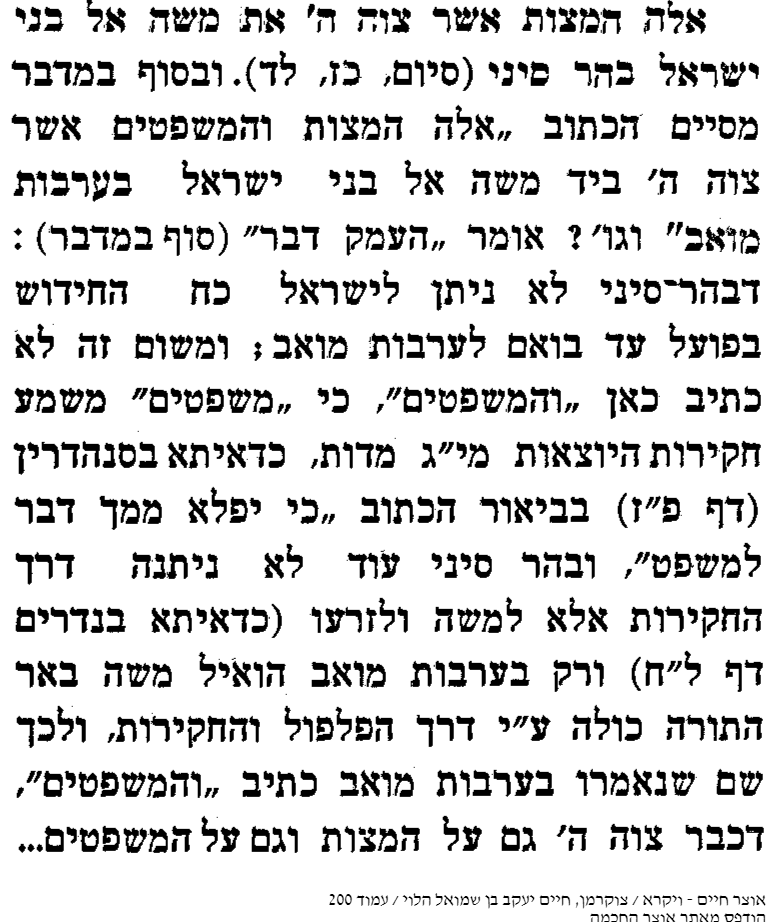 אלה המצות אשר צוה ה' את משה אל בני
ישראל בהר סיני (סיום, כז, לד). ובסוף במדבר
מסיים הכתוב „אלה המצות והמשפטים אשר
צוה ה' ביד משה אל בני ישראל בערבות
מואב" וגו'? אומר „העמק דבר" (סוף במדבר):
דבהר־סיני לא ניתן לישראל כח החידוש
בפועל עד בואם לערבות מואב; ומשום זה לא
כתיב כאן „והמשפטים", כי „משפטים" משמע
חקירות היוצאות מי"ג מדות, כדאיתא בסנהדרין
(דף פ"ז) בביאור הכתוב „כי יפלא ממך דבר
למשפט", ובהר סיני עוד לא ניתנה דרך
החקירות אלא למשה ולזרעו (כדאיתא בנדרים
דף ל"ח) ורק בערבות מואב הואיל משה באר
התורה כולה ע"י דרך הפלפול והחקירות, ולכך
שם שנאמרו בערבות מואב כתיב „והמשפטים",
דכבר צוה ה' גם על המצות וגם על המשפטים...
אוצר חיים - ויקרא / צוקרמן, חיים יעקב בן שמואל הלוי / עמוד 200
הודפס מאתר אוצר החכמה